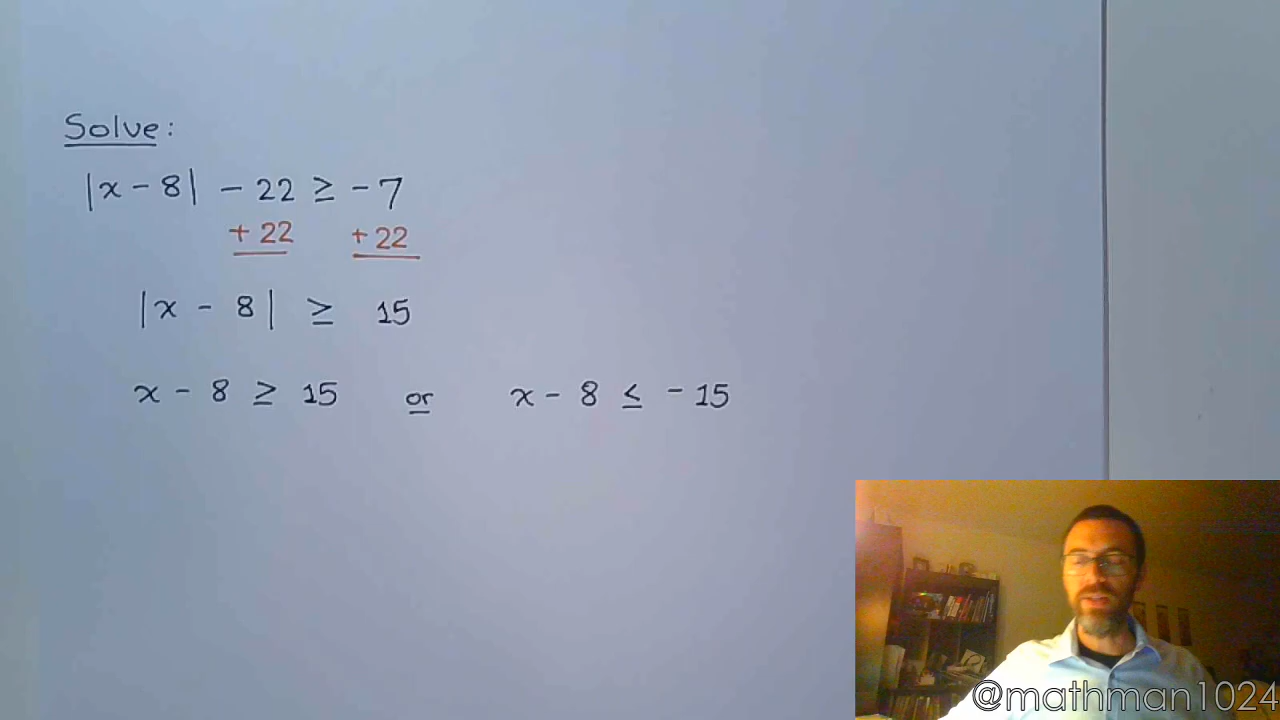 Solve:
|x - 8| - 22 ≥ -7
+ 22 + 22
|x - 8| ≥ 15
x - 8 ≥ 15 or x - 8 ≤ -15
@mathman1024